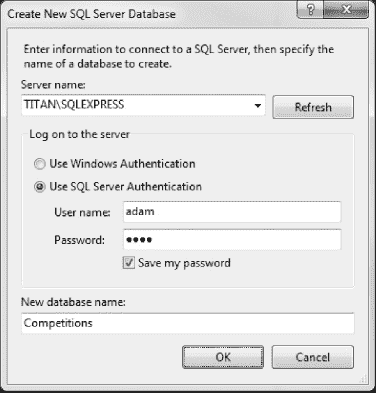 Create New SQL Server Database
Enter information to connect to a SQL Server, then specify the
name of a database to create.
Server name:
TITAN\SQLEXPRESS
Refresh
Log on to the server
Use Windows Authentication
Use SQL Server Authentication
User name:
adam
Password:
●●●●
Save my password
New database name:
Competitions
OK
Cancel